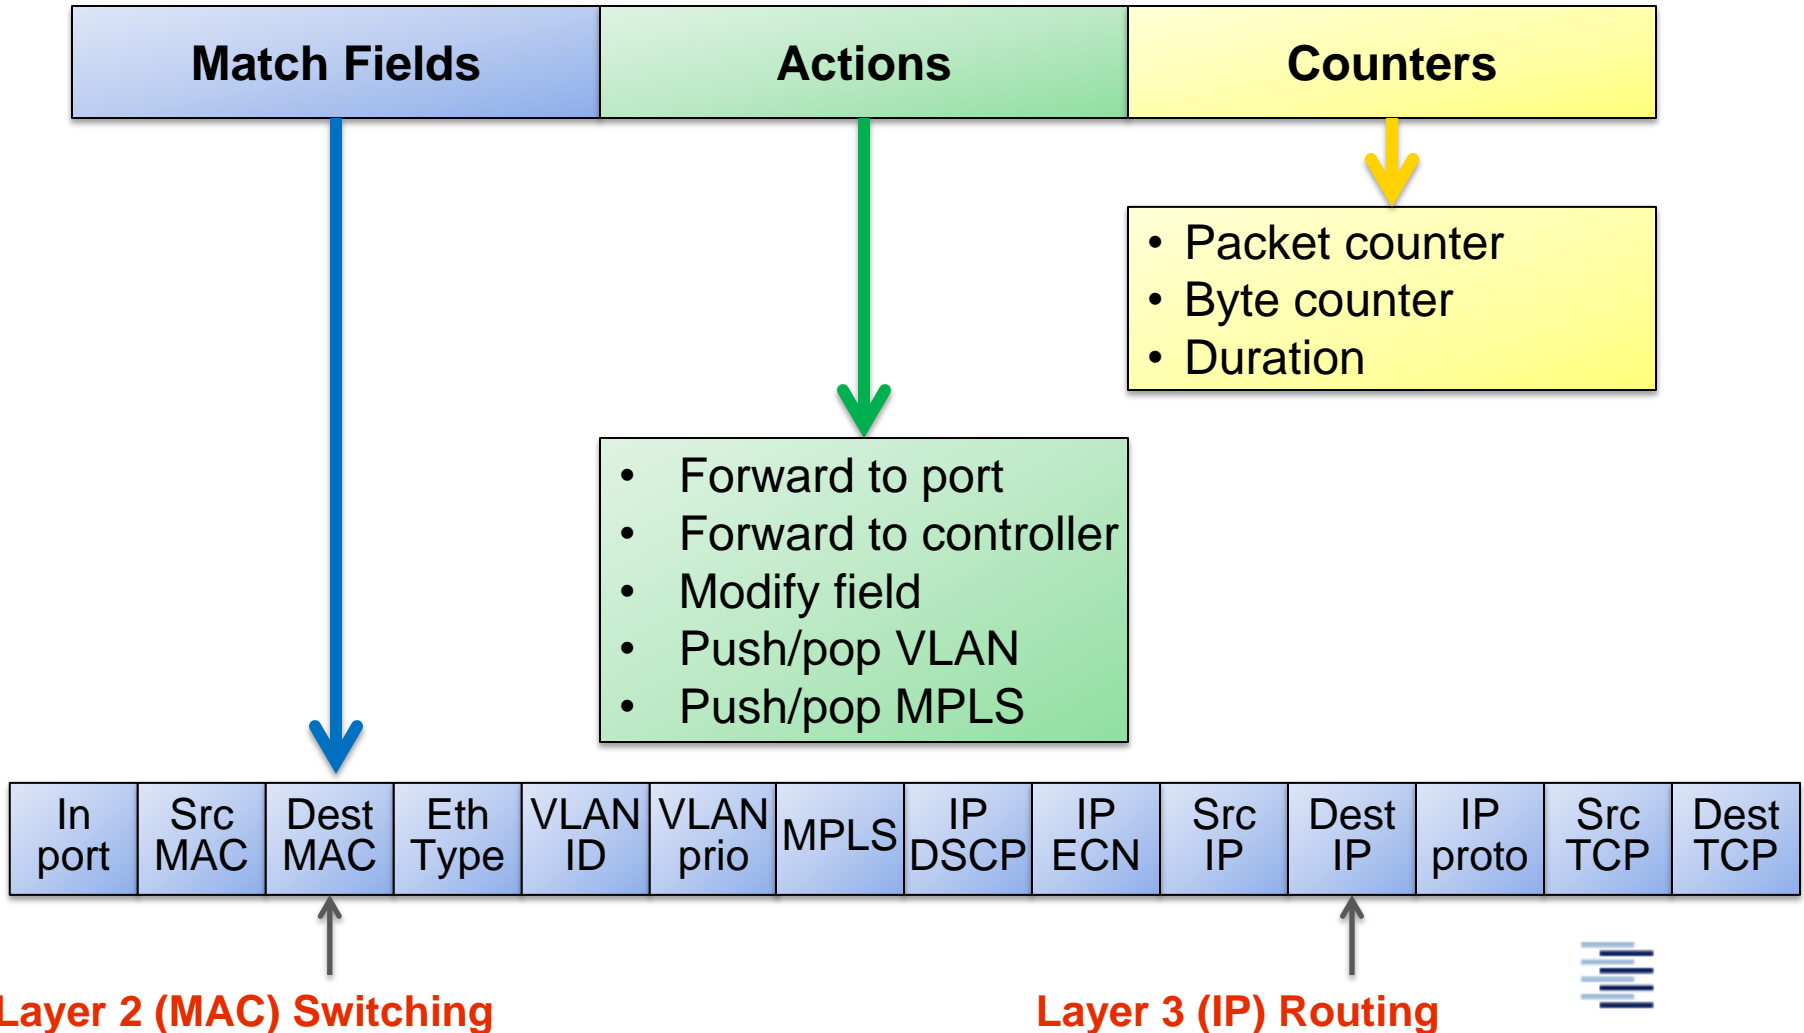 Match Fields
Actions
Counters
• Packet counter
• Byte counter
• Duration
• Forward to port
• Forward to controller
• Modify field
• Push/pop VLAN
• Push/pop MPLS
In port
Src MAC
Dest MAC
Eth Type
VLAN ID
VLAN prio
MPLS
IP DSCP
IP ECN
Src IP
Dest IP
IP proto
Src TCP
Dest TCP
Layer 2 (MAC) Switching
Layer 3 (IP) Routing